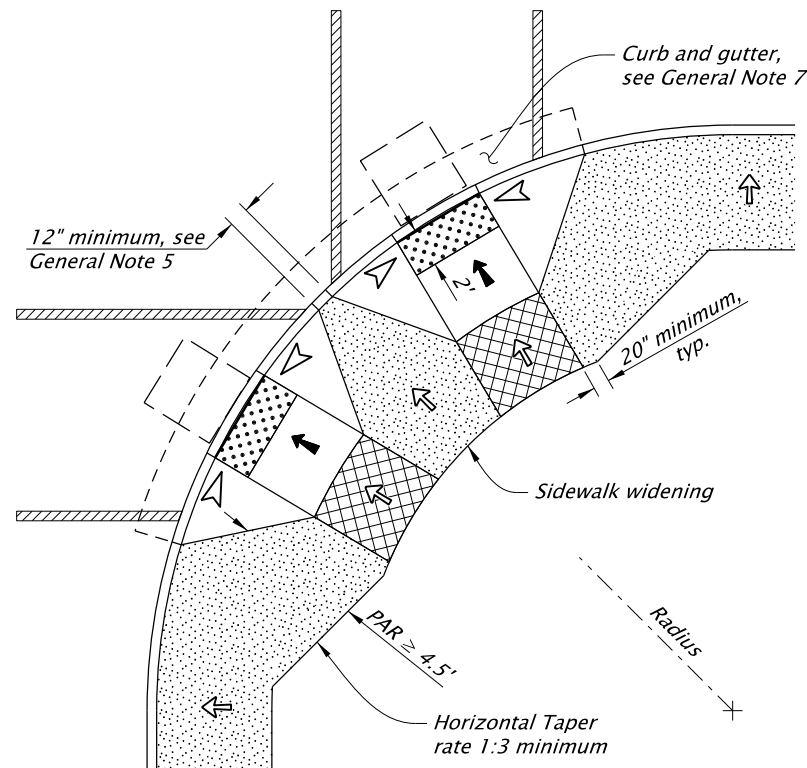 Curb and gutter,
see General Note 7
12" minimum, see
General Note 5
2'
20" minimum,
typ.
Sidewalk widening
Radius
PAR ≥ 4.5'
Horizontal Taper
rate 1:3 minimum